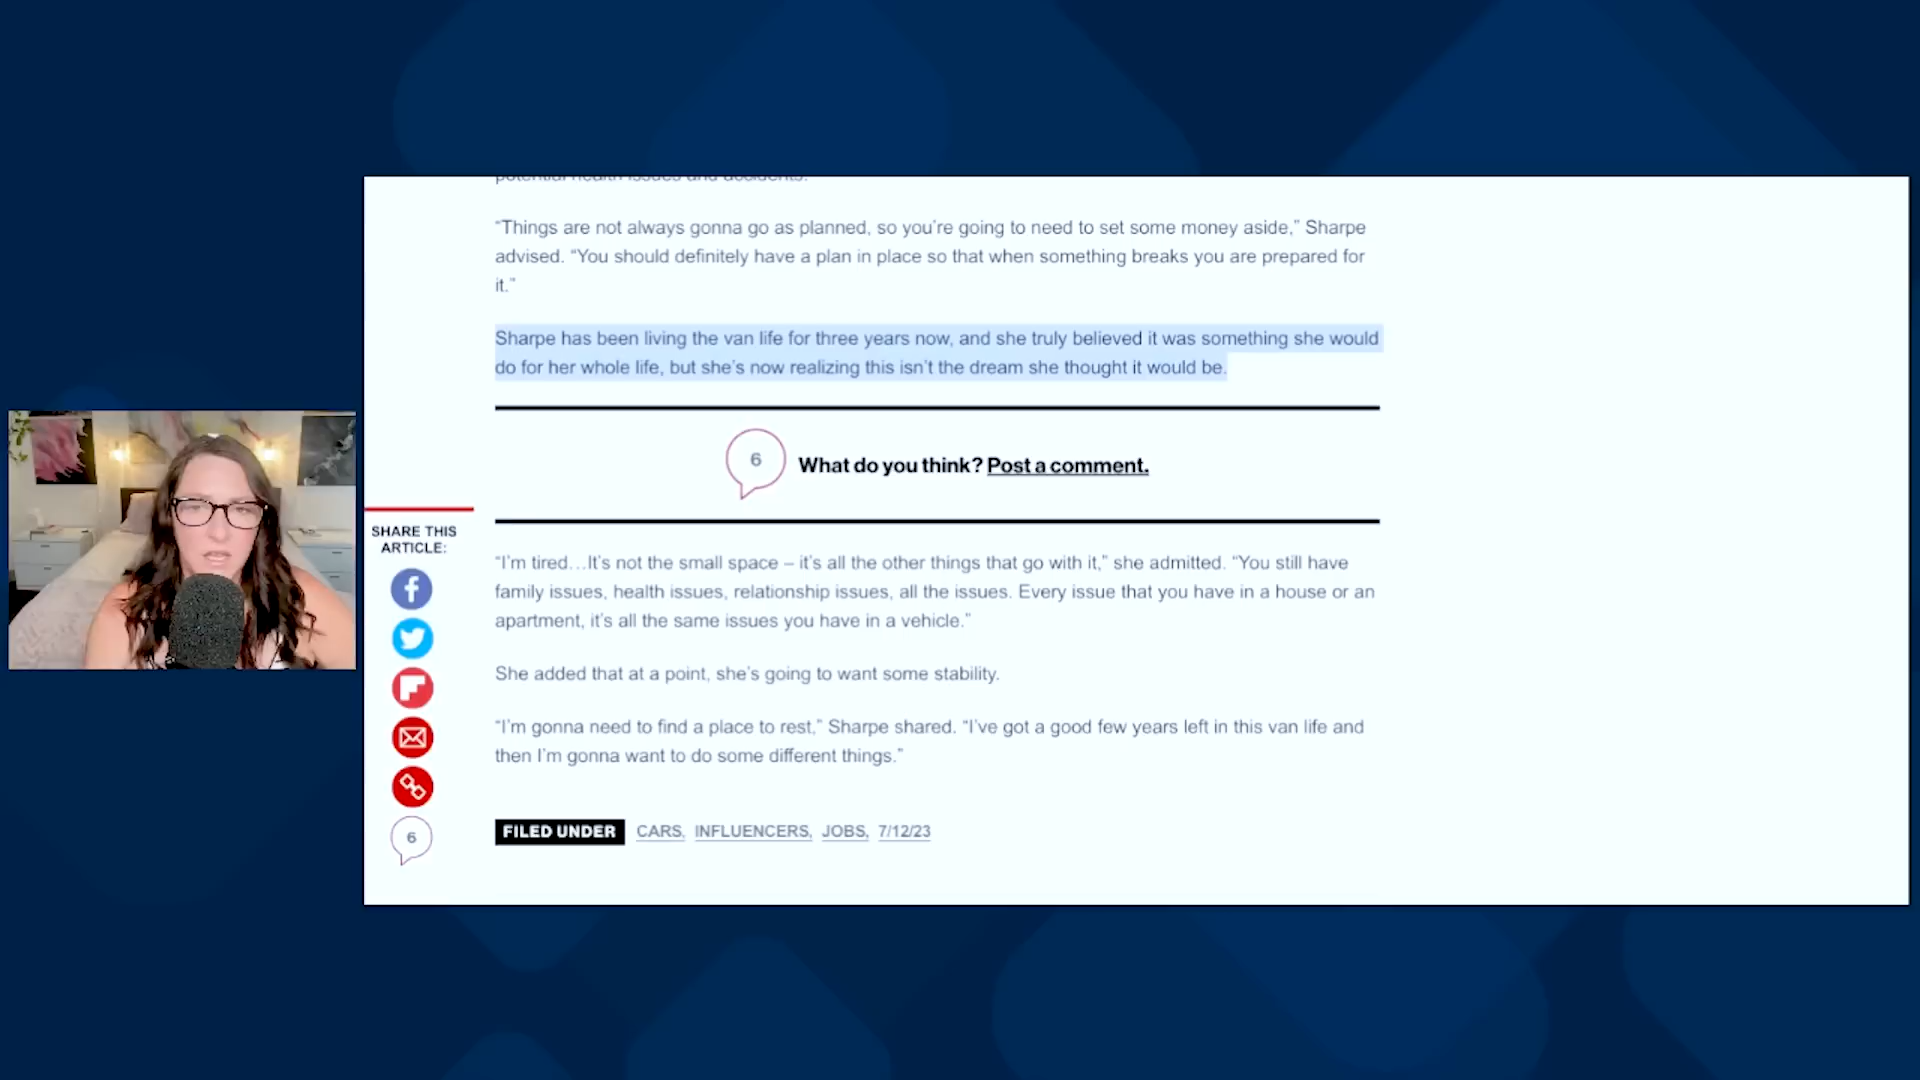 potential health issues and accidents.
“Things are not always gonna go as planned, so you’re going to need to set some money aside,” Sharpe
advised. “You should definitely have a plan in place so that when something breaks you are prepared for
it.”
Sharpe has been living the van life for three years now, and she truly believed it was something she would
do for her whole life, but she’s now realizing this isn’t the dream she thought it would be.
6
What do you think? Post a comment.
SHARE THIS
ARTICLE:
“I’m tired…It’s not the small space – it’s all the other things that go with it,” she admitted. “You still have
family issues, health issues, relationship issues, all the issues. Every issue that you have in a house or an
apartment, it’s all the same issues you have in a vehicle.”
She added that at a point, she’s going to want some stability.
“I’m gonna need to find a place to rest,” Sharpe shared. “I’ve got a good few years left in this van life and
then I’m gonna want to do some different things.”
6
FILED UNDER CARS, INFLUENCERS, JOBS, 7/12/23